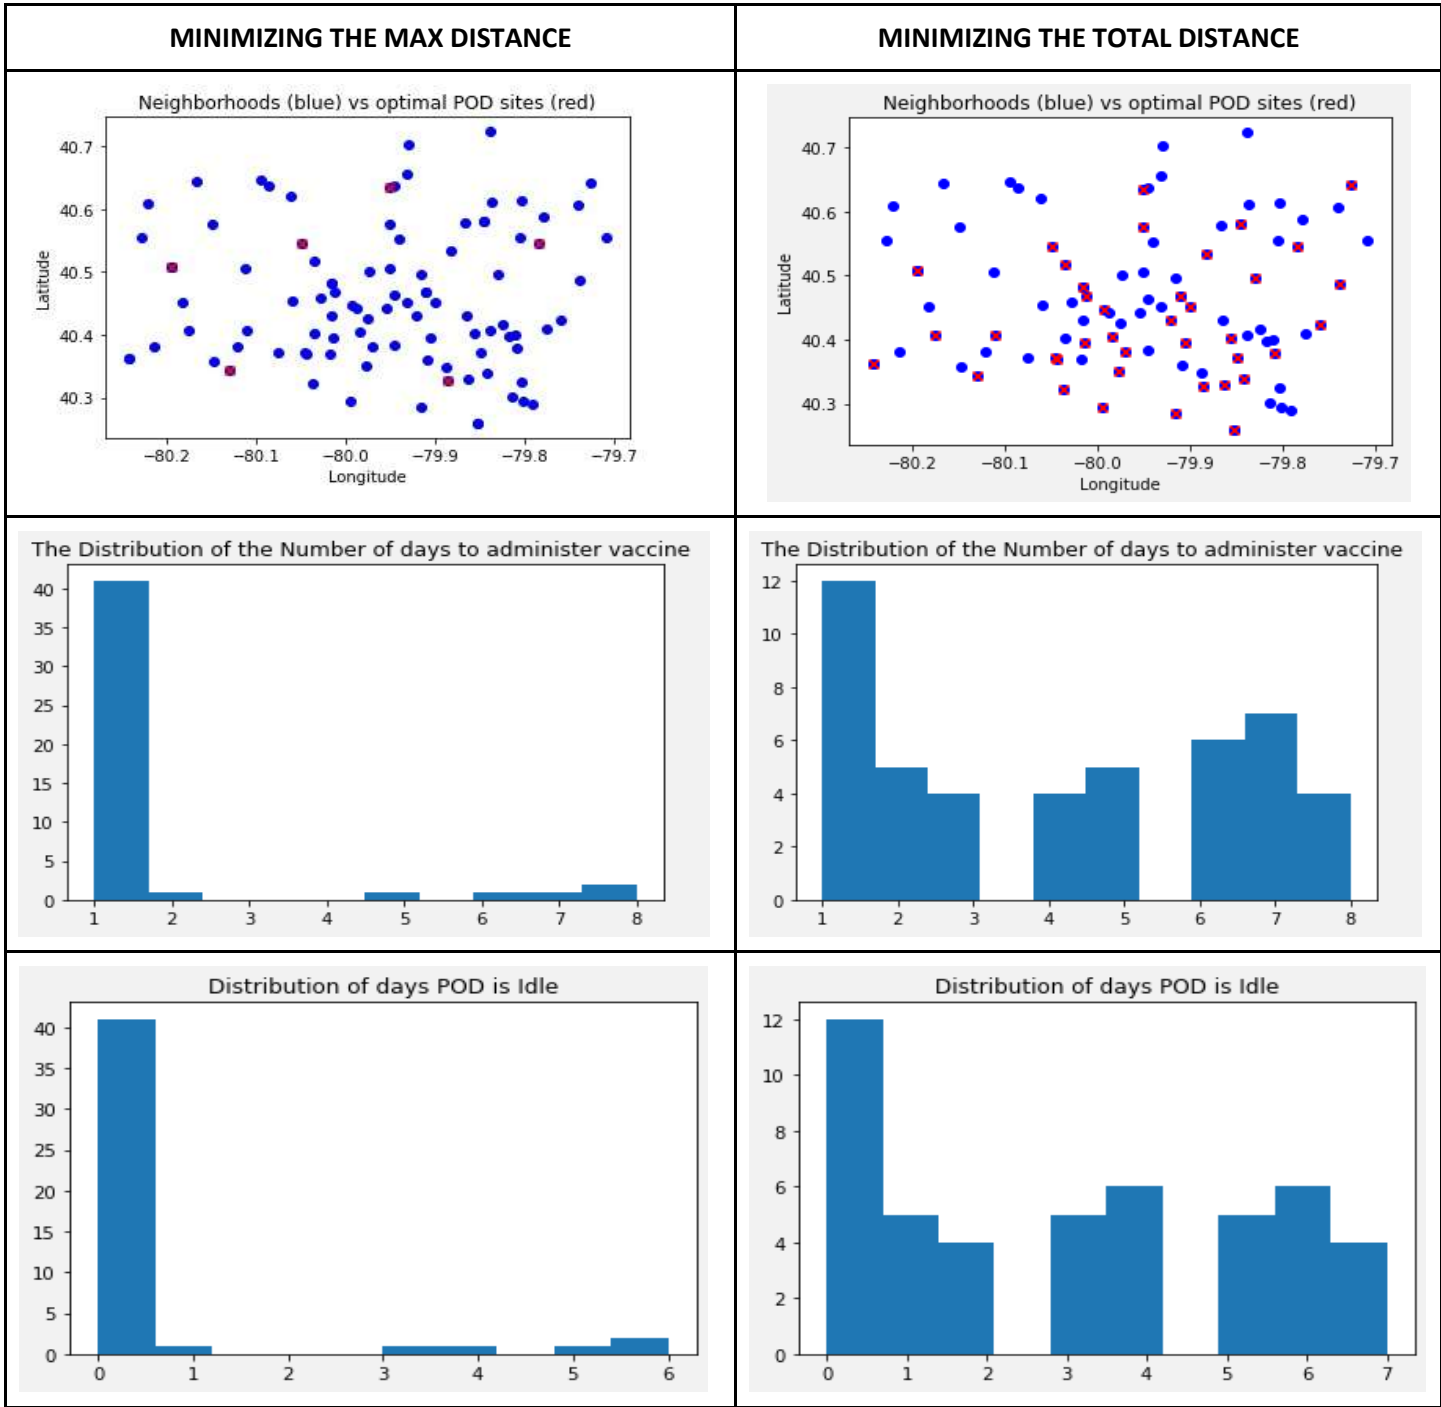 MINIMIZING THE MAX DISTANCE
MINIMIZING THE TOTAL DISTANCE
Neighborhoods (blue) vs optimal POD sites (red)
40.7
40.6
40.5
40.4
40.3
Latitude
−80.2 −80.1 −80.0 −79.9 −79.8 −79.7
Longitude
Neighborhoods (blue) vs optimal POD sites (red)
40.7
40.6
40.5
40.4
40.3
Latitude
−80.2 −80.1 −80.0 −79.9 −79.8 −79.7
Longitude
The Distribution of the Number of days to administer vaccine
40
35
30
25
20
15
10
5
0
1 2 3 4 5 6 7 8
The Distribution of the Number of days to administer vaccine
12
10
8
6
4
2
0
1 2 3 4 5 6 7 8
Distribution of days POD is Idle
40
35
30
25
20
15
10
5
0
0 1 2 3 4 5 6
Distribution of days POD is Idle
12
10
8
6
4
2
0
0 1 2 3 4 5 6 7